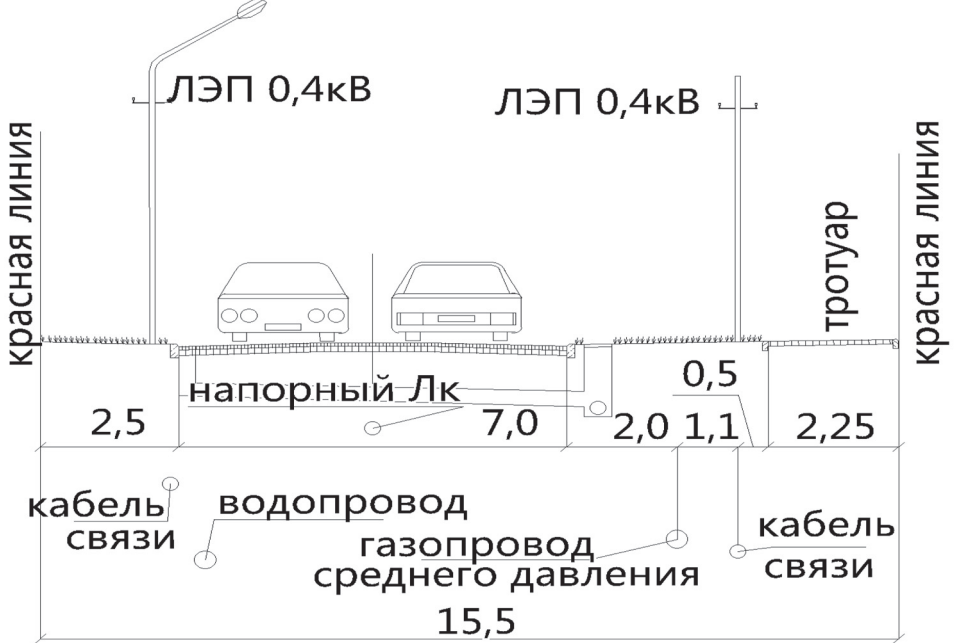 ЛЭП 0,4кВ
ЛЭП 0,4кВ
красная линия
тротуар
красная линия
напорный Лк
0,5
2,5
7,0
2,0
1,1
2,25
кабель
связи
водопровод
газопровод
среднего давления
кабель
связи
15,5